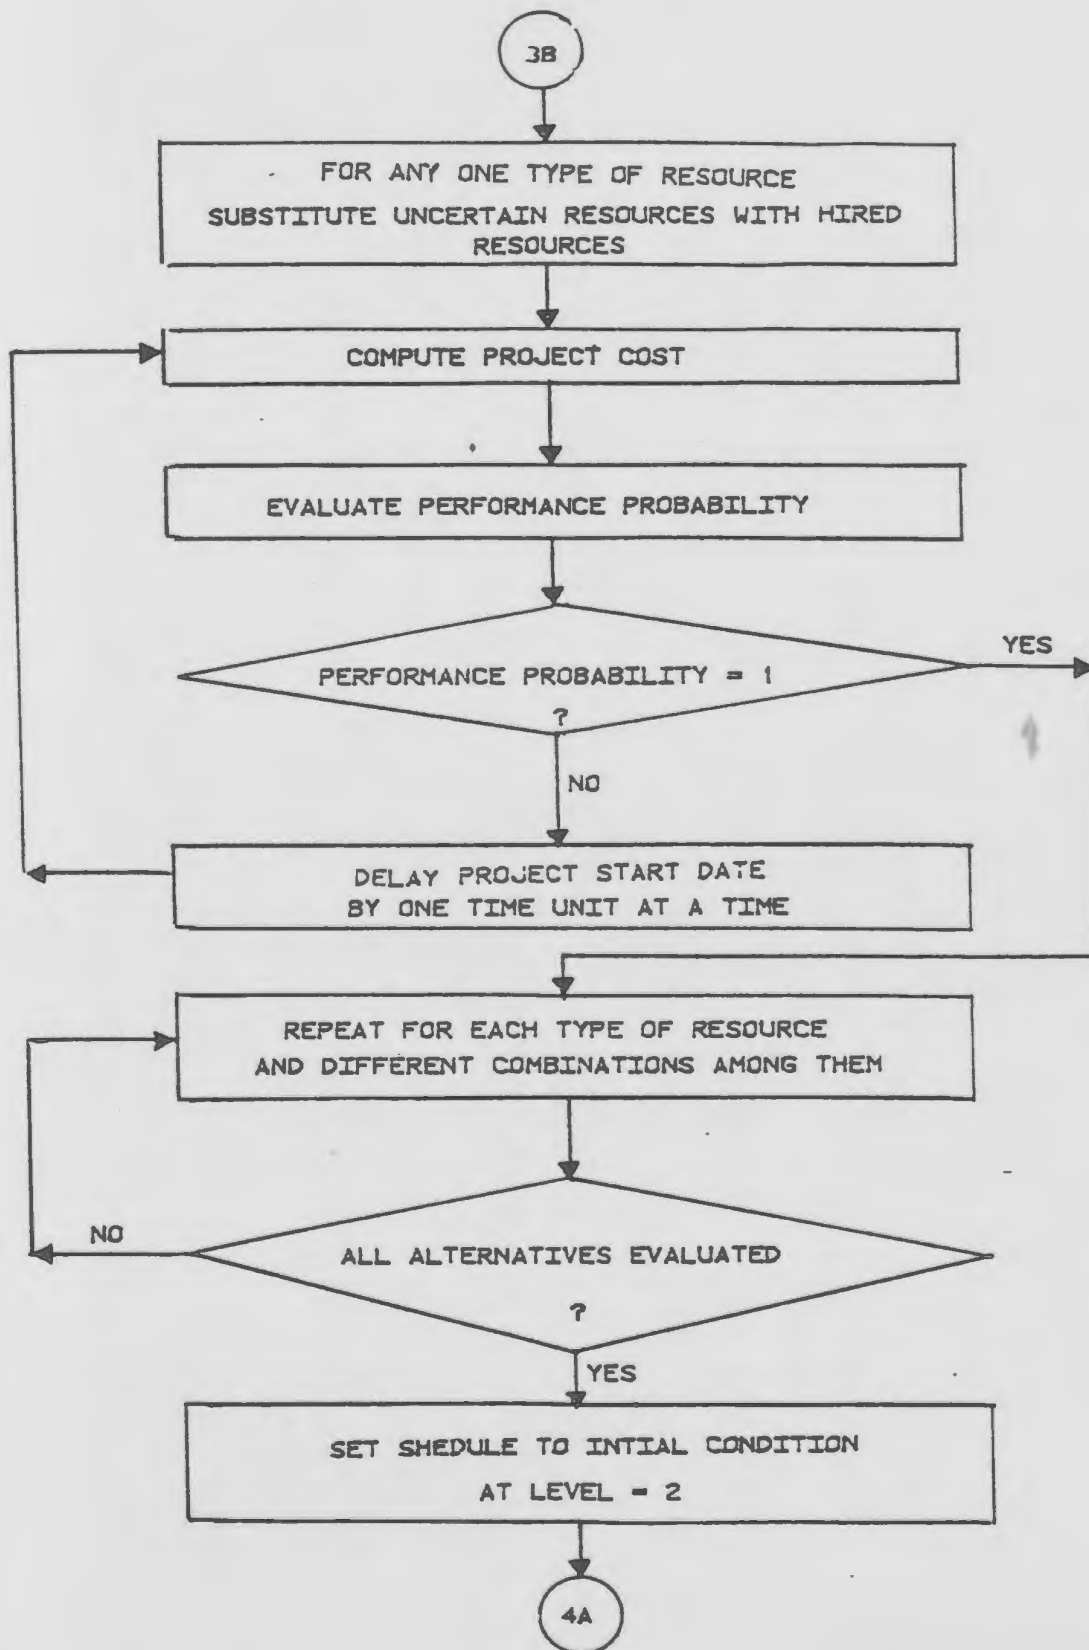 3B
FOR ANY ONE TYPE OF RESOURCE
SUBSTITUTE UNCERTAIN RESOURCES WITH HIRED
RESOURCES
COMPUTE PROJECT COST
EVALUATE PERFORMANCE PROBABILITY
YES
PERFORMANCE PROBABILITY = 1
?
NO
DELAY PROJECT START DATE
BY ONE TIME UNIT AT A TIME
REPEAT FOR EACH TYPE OF RESOURCE
AND DIFFERENT COMBINATIONS AMONG THEM
NO
ALL ALTERNATIVES EVALUATED
?
YES
SET SHEDULE TO INTIAL CONDITION
AT LEVEL = 2
4A